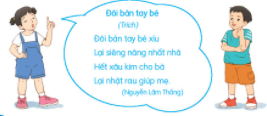 Đôi bàn tay bé
(Trích)
Đôi bàn tay bé xíu
Lại siêng năng nhất nhà
Hết xâu kim cho bà
Lại nhặt rau giúp mẹ.
(Nguyễn Lãm Thắng)